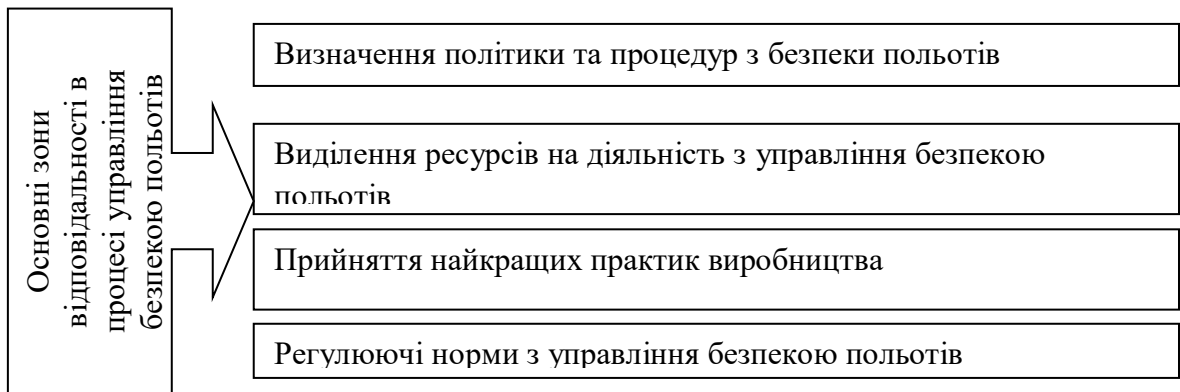 Основні зони
відповідальності в
процесі управління
безпекою польотів
Визначення політики та процедур з безпеки польотів
Виділення ресурсів на діяльність з управління безпекою
польотів
Прийняття найкращих практик виробництва
Регулюючі норми з управління безпекою польотів